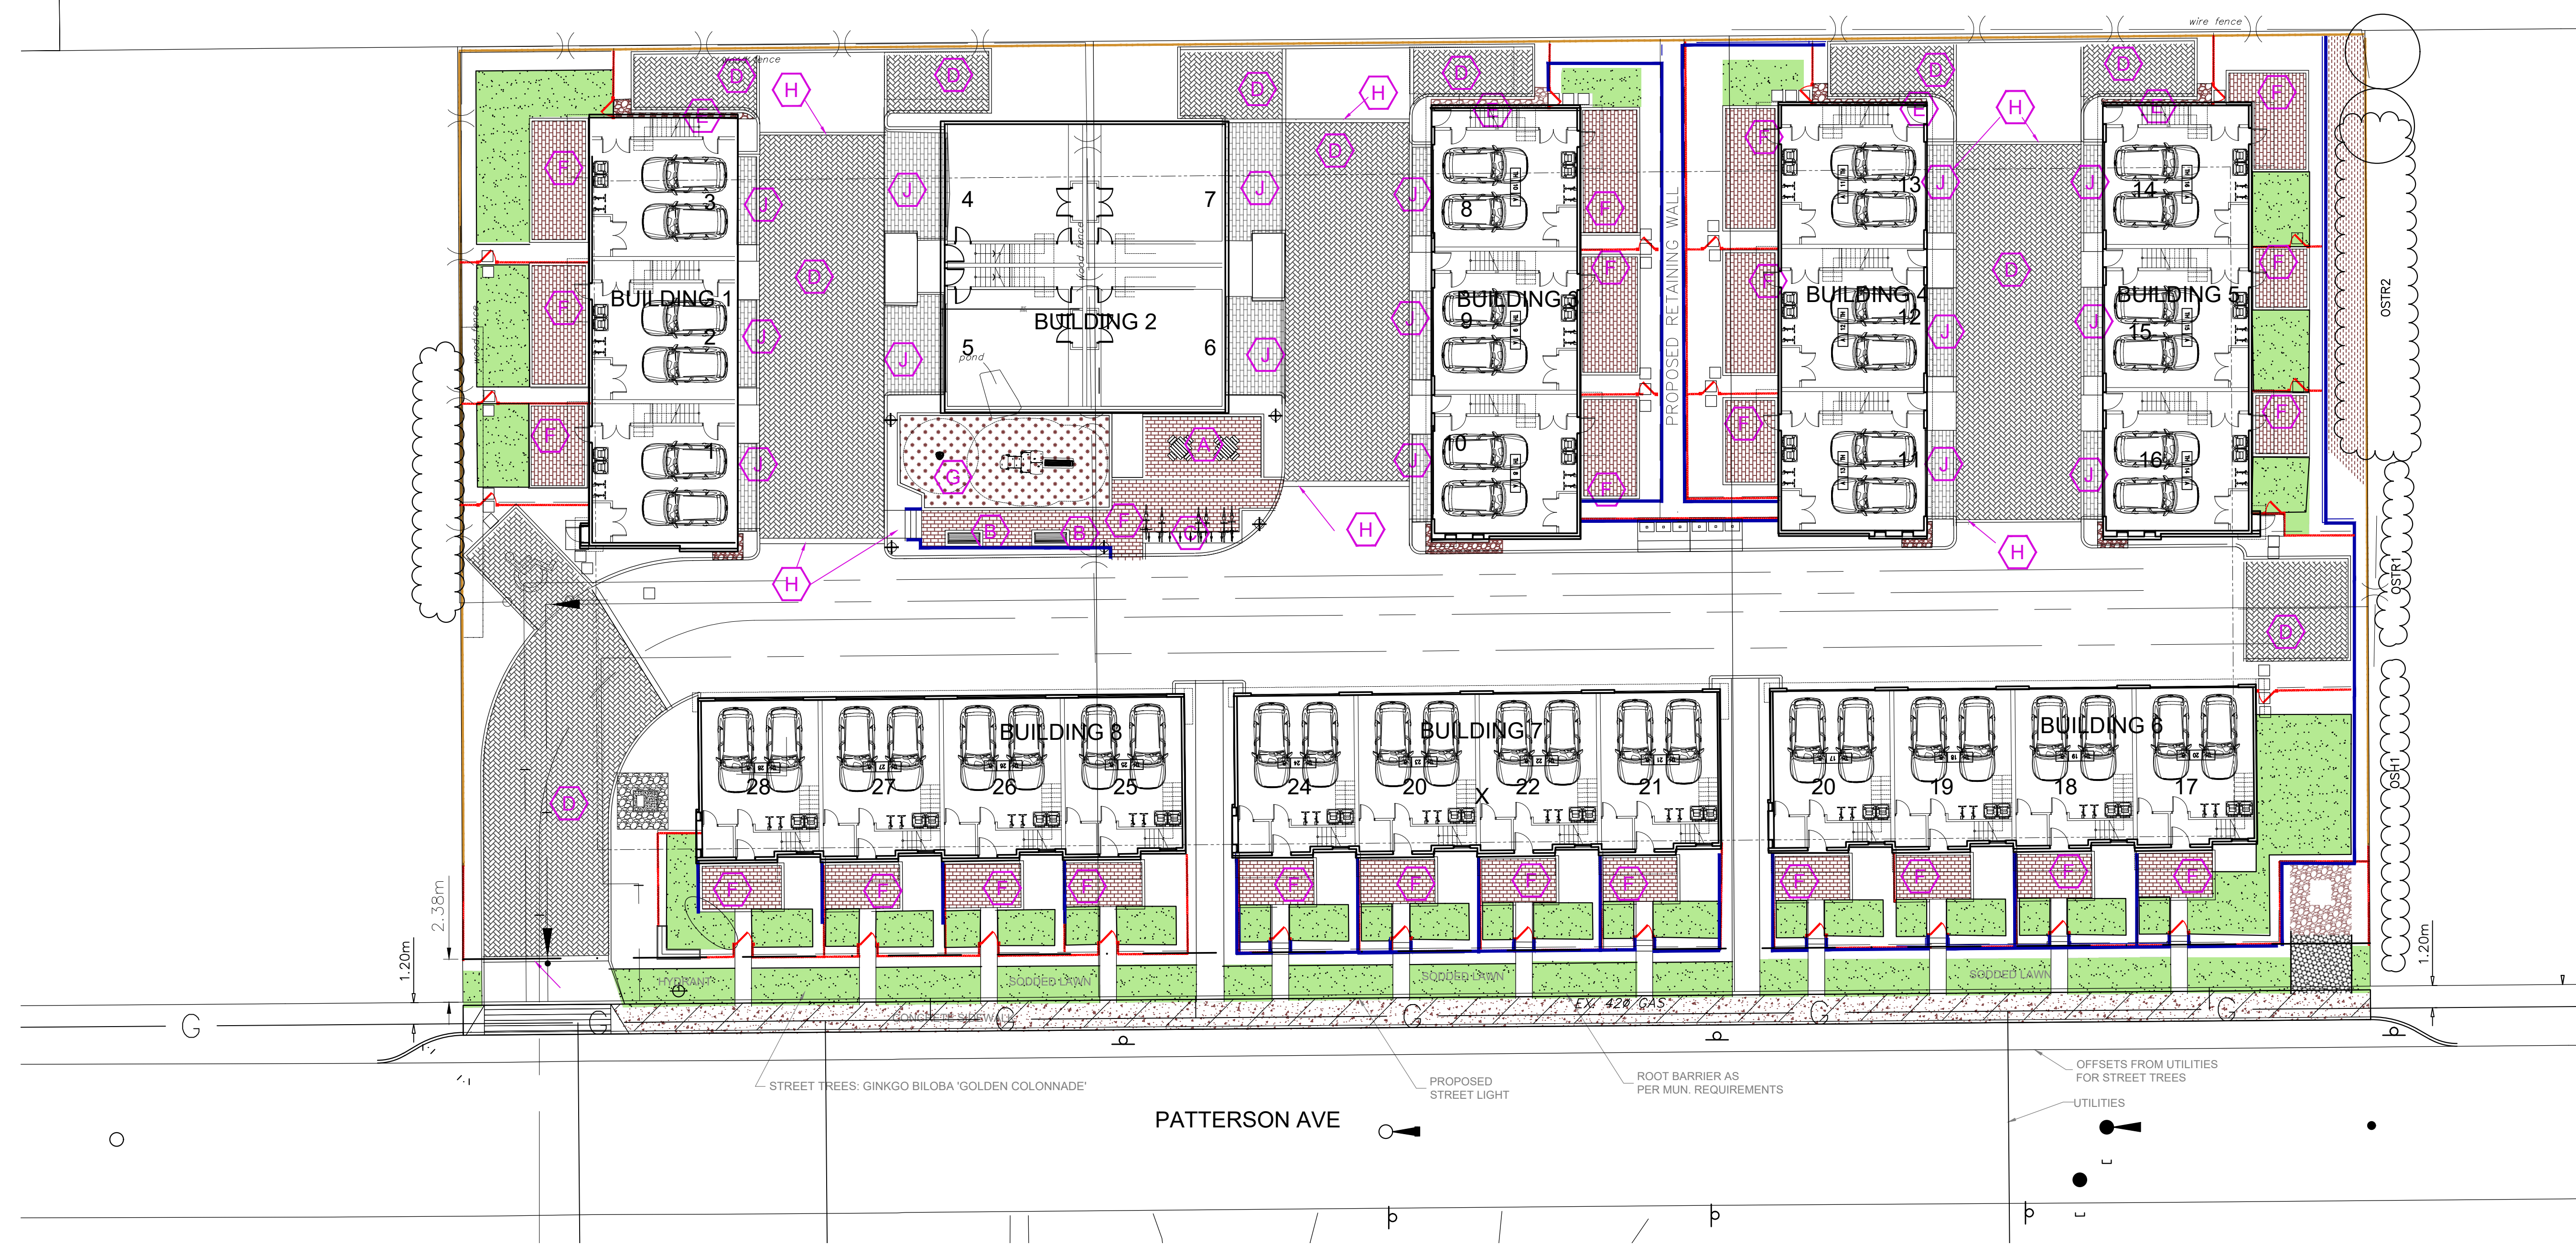 wire fence
wood fence
D
D
D
D
D
D
H
H
H
F
E
E
E
E
D
F
F
F
J
J
J
J
J
J
J
3
4
7
8
13
14
F
PROPOSED RETAINING WALL
wood fence
OSTR2
D
D
F
F
F
F
BUILDING 1
BUILDING 2
BUILDING 3
BUILDING 4
BUILDING 5
wood fence
2
5
6
9
12
15
J
J
J
J
J
J
J
pond
F
F
F
1
10
11
16
A
G
J
J
J
J
B
B
F
C
F
H
H
H
OSTR1
D
BUILDING 8
BUILDING 7
BUILDING 6
28
27
26
25
24
20
X
22
21
20
19
18
17
OSH1
D
F
F
F
F
F
F
F
F
F
F
F
F
2.38m
1.20m
1.20m
HYDRANT
SODDED LAWN
SODDED LAWN
SODDED LAWN
EX. 420 GAS
CONCRETE SIDEWALK
G
G
G
G
G
G
STREET TREES: GINKGO BILOBA 'GOLDEN COLONNADE'
PROPOSED
STREET LIGHT
ROOT BARRIER AS
PER MUN. REQUIREMENTS
OFFSETS FROM UTILITIES
FOR STREET TREES
UTILITIES
PATTERSON AVE